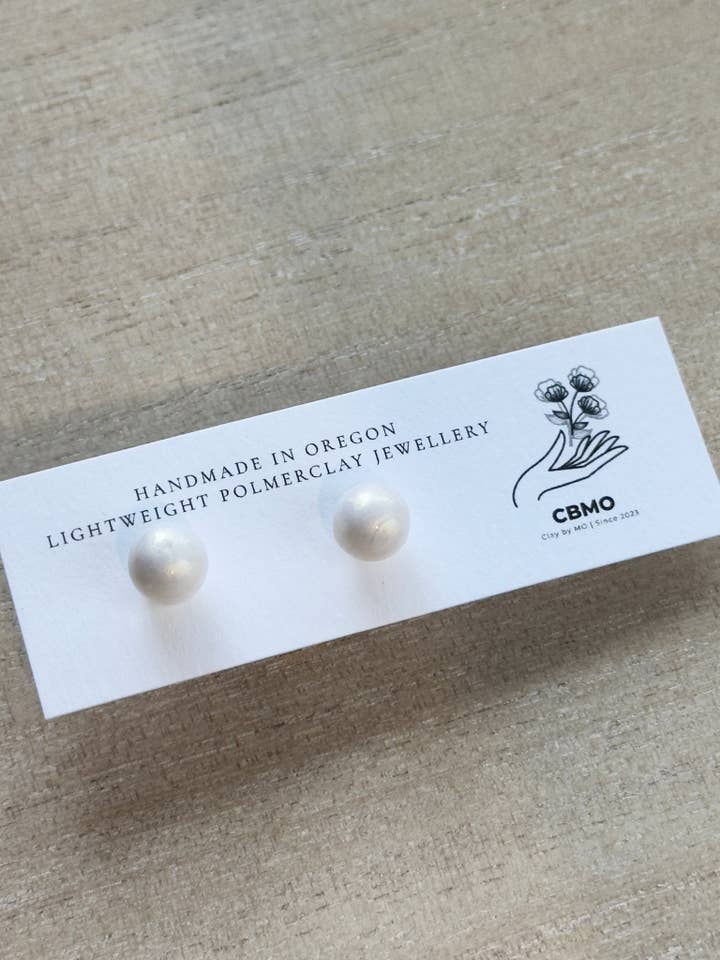 HANDMADE IN OREGON
LIGHTWEIGHT POLMERCLAY JEWELLERY
CBMO
Clay by MO | Since 2023